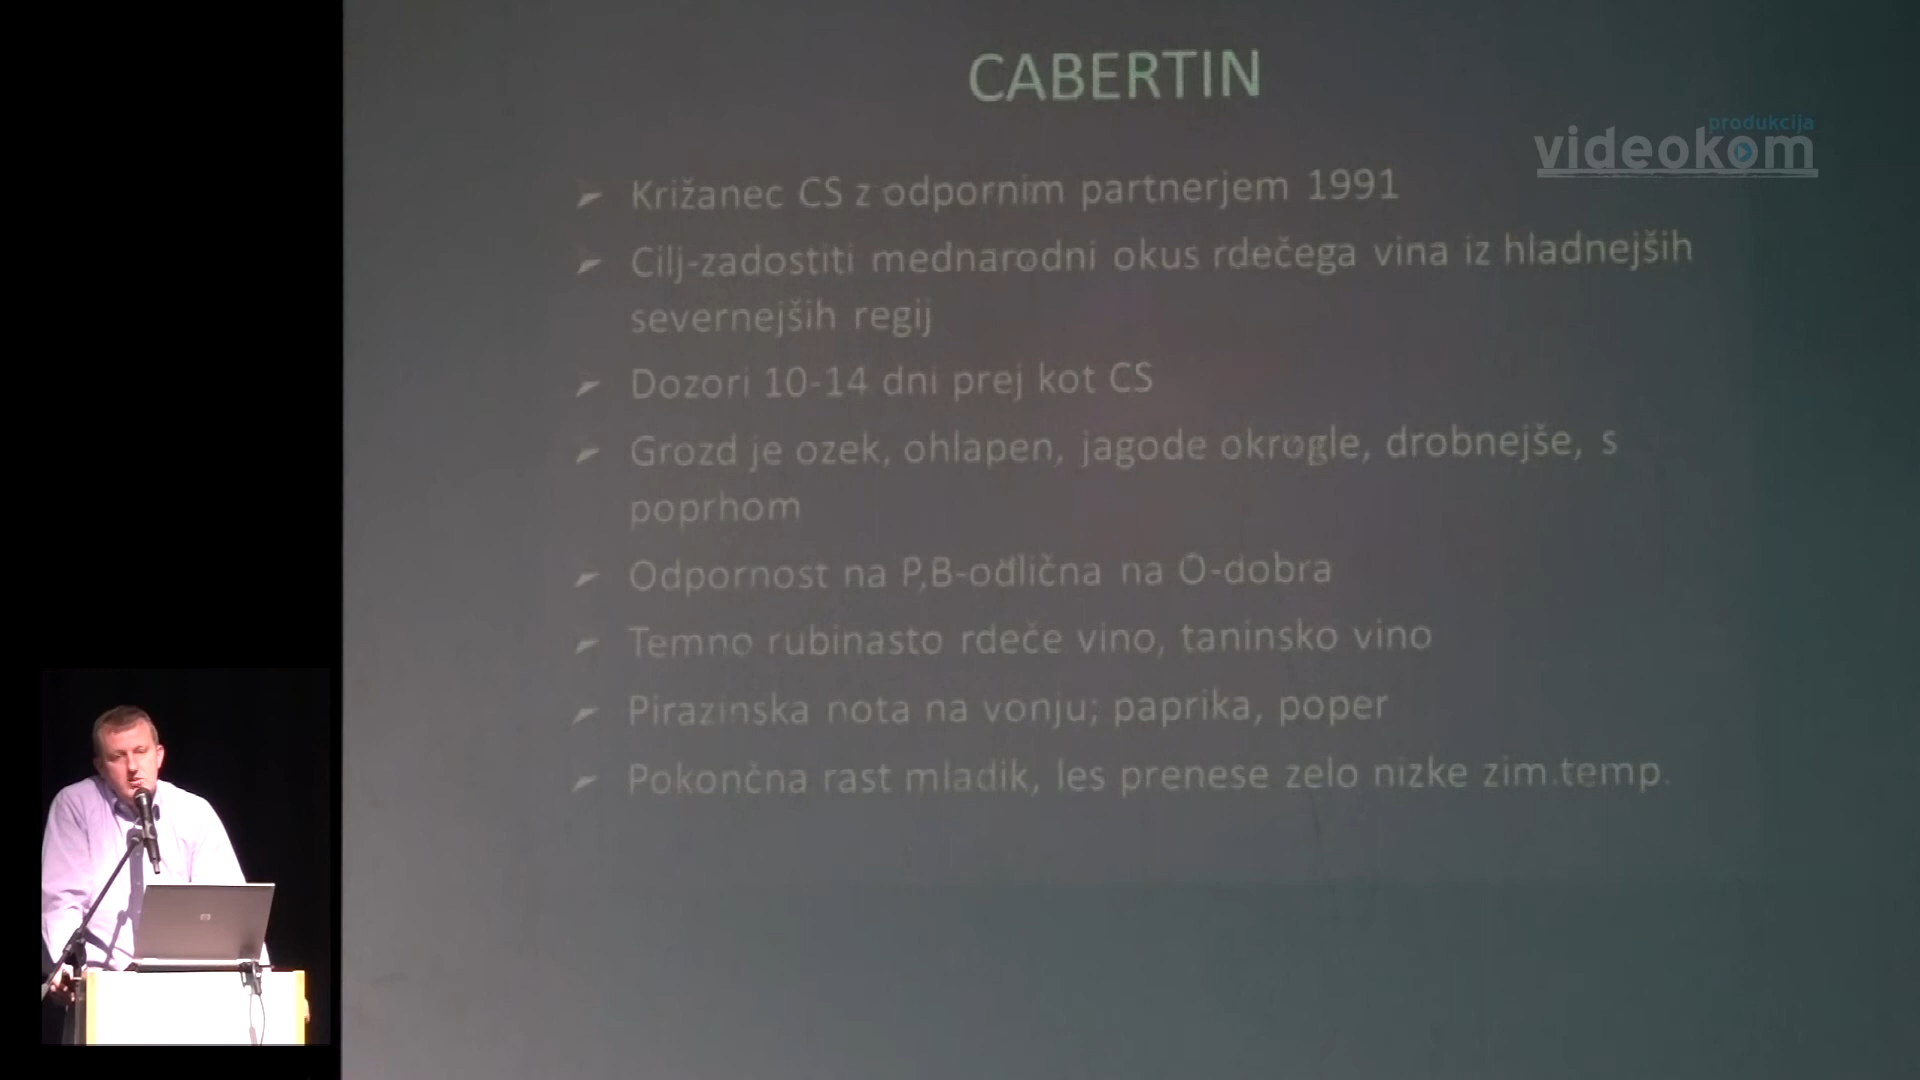 CABERTIN
produkcija
videokom
Križanec CS z odpornim partnerjem 1991
Cilj-zadostiti mednarodni okus rdečega vina iz hladnejših
severnejših regij
Dozori 10-14 dni prej kot CS
Grozd je ozek, ohlapen, jagode okrogle, drobnejše, s
poprhom
Odpornost na P,B-odlična na O-dobra
Temno rubinasto rdeče vino, taninsko vino
Pirazinska nota na vonju; paprika, poper
Pokončna rast mladik, les prenese zelo nizke zim.temp.
hp